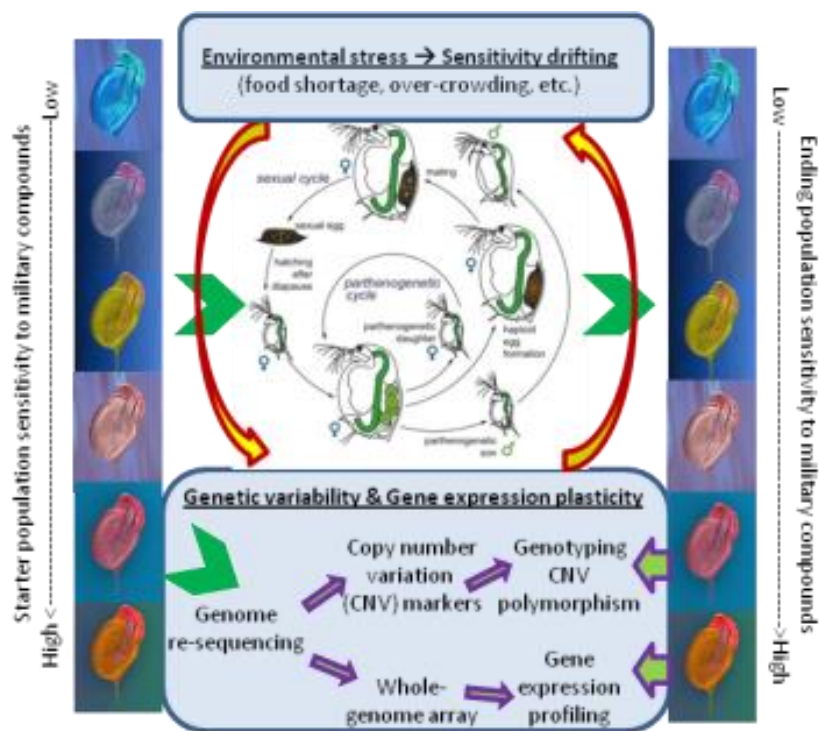 Environmental stress → Sensitivity drifting
(food shortage, over-crowding, etc.)
Starter population sensitivity to military compounds
High <--------------------------Low
sexual cycle
mating
sexual egg
hatching
after
diapause
parthenogenetic
cycle
parthenogenetic
daughter
haploid
egg
formation
parthenogenetic
son
♀
♂
♀
♀
♀
♀
♂
Low -------------------------->High
Ending population sensitivity to military compounds
Genetic variability & Gene expression plasticity
Genome
re-sequencing
Copy number
variation
(CNV) markers
Genotyping
CNV
polymorphism
Whole-
genome array
Gene
expression
profiling